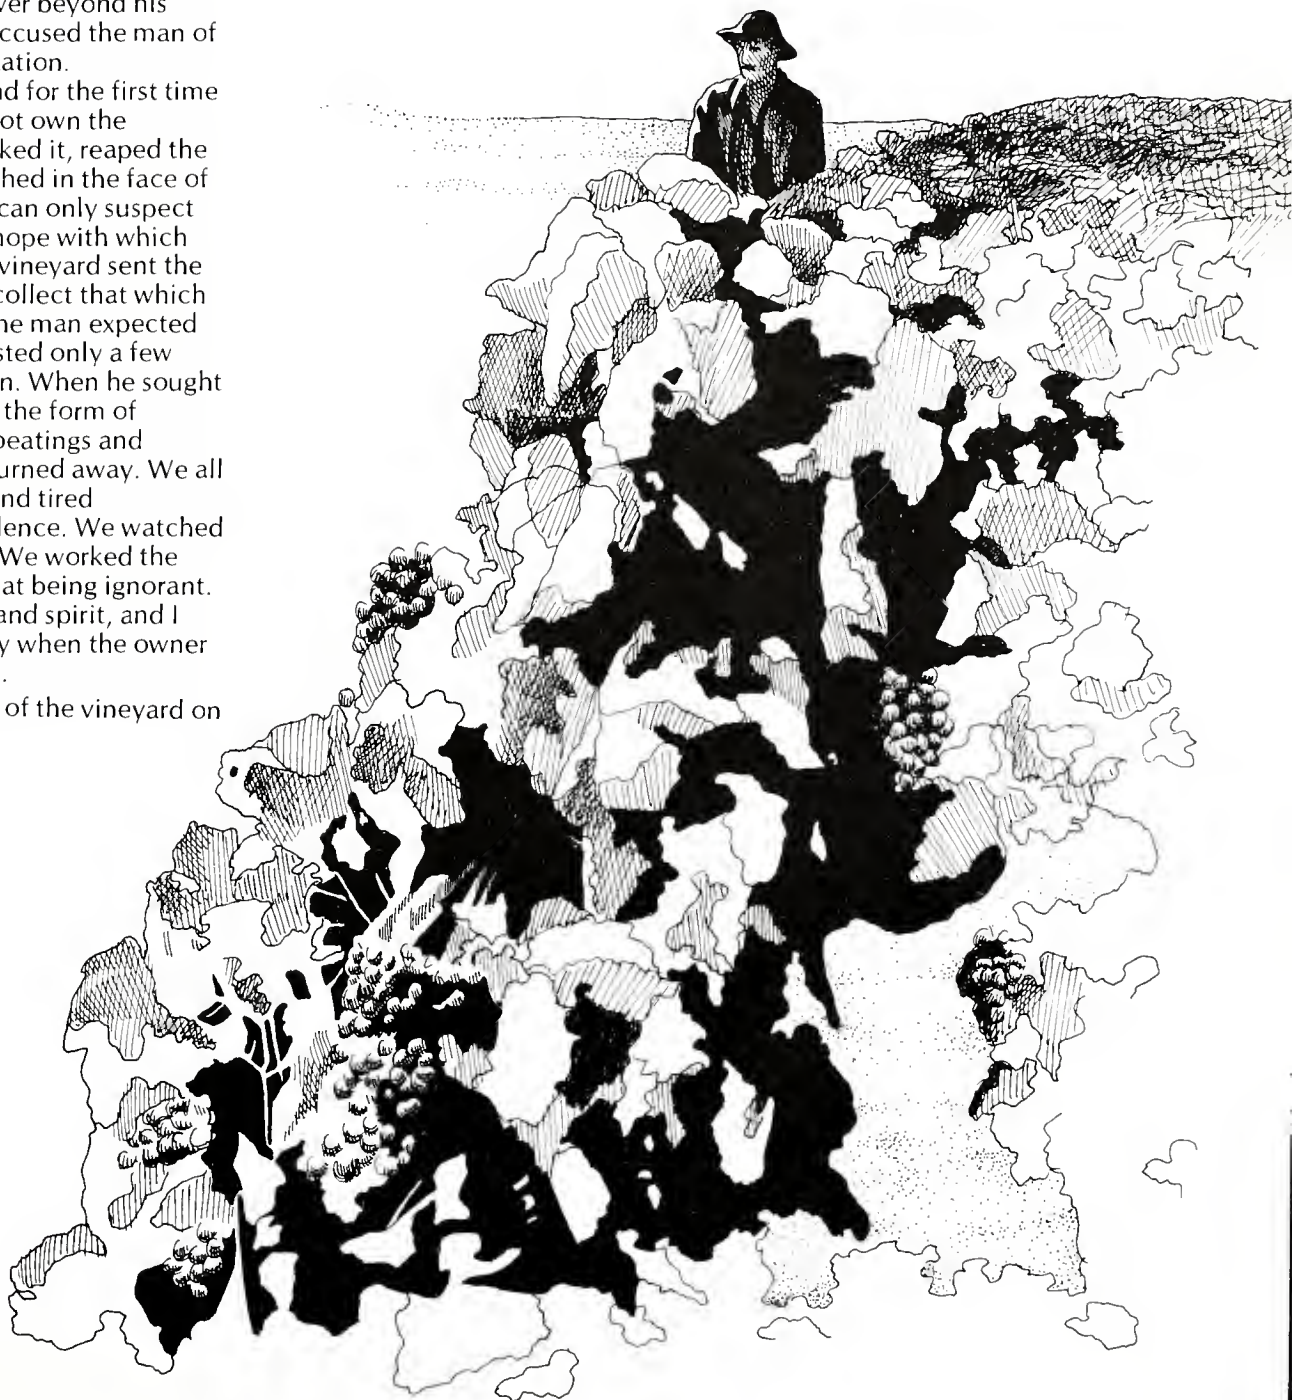 ver beyond his
ccused the man of
ation.
nd for the first time
ot own the
ked it, reaped the
hed in the face of
can only suspect
hope with which
vineyard sent the
collect that which
he man expected
sted only a few
n. When he sought
the form of
beatings and
urned away. We all
nd tired
lence. We watched
We worked the
at being ignorant.
and spirit, and I
y when the owner
.
of the vineyard on